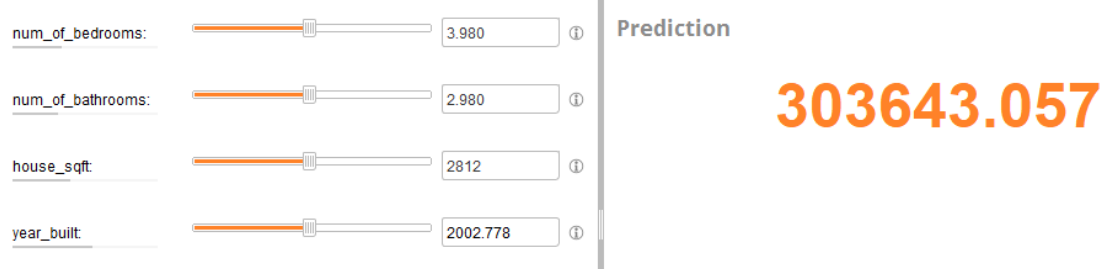 num_of_bedrooms: 3.980
num_of_bathrooms: 2.980
house_sqft: 2812
year_built: 2002.778
Prediction
303643.057